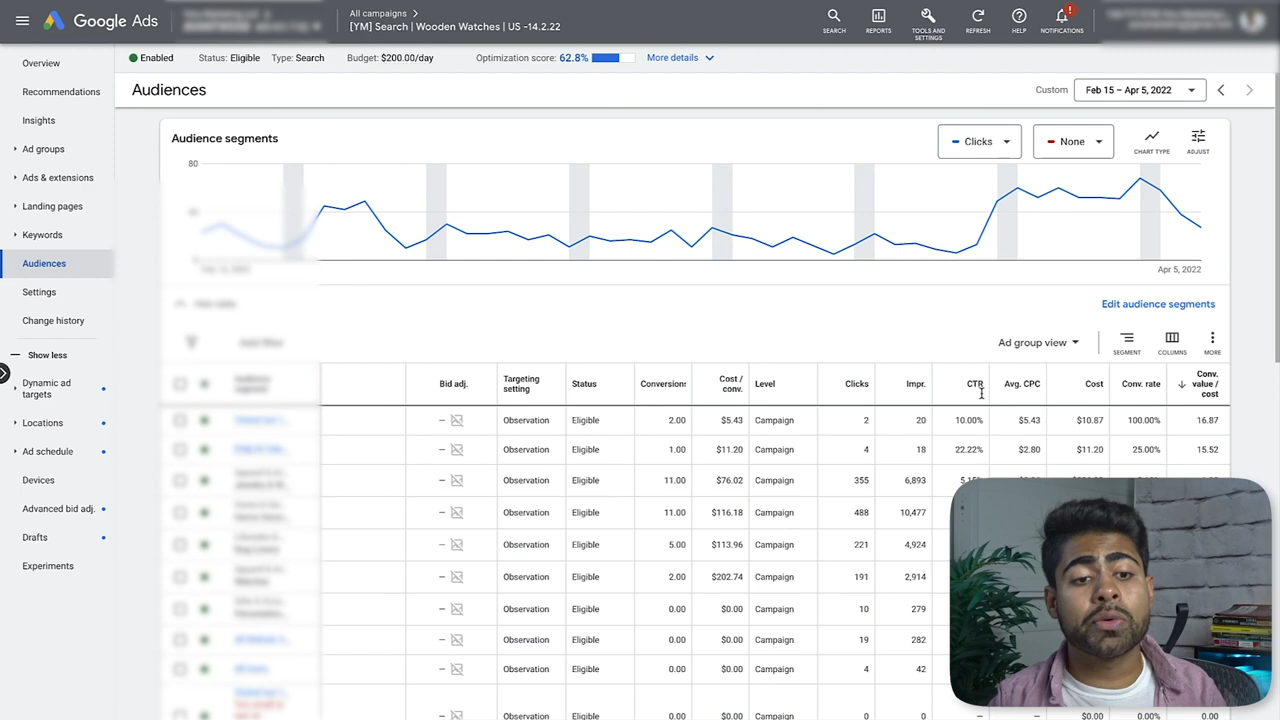 Google Ads
All campaigns
[YM] Search | Wooden Watches | US -14.2.22
SEARCH
REPORTS
TOOLS AND SETTINGS
REFRESH
HELP
!
NOTIFICATIONS
Overview
Recommendations
Insights
Ad groups
Ads & extensions
Landing pages
Keywords
Audiences
Settings
Change history
Show less
Dynamic ad targets
Locations
Ad schedule
Devices
Advanced bid adj.
Drafts
Experiments
Enabled Status: Eligible Type: Search Budget: $200.00/day Optimization score: 62.8% More details
Audiences
Custom Feb 15 – Apr 5, 2022
Audience segments
Clicks
None
CHART TYPE
ADJUST
80
Apr 5, 2022
Edit audience segments
Ad group view
SEGMENT
COLUMNS
MORE
Bid adj. Targeting setting Status Conversions Cost / conv. Level Clicks Impr. CTR Avg. CPC Cost Conv. rate Conv. value / cost
– Observation Eligible 2.00 $5.43 Campaign 2 20 10.00% $5.43 $10.87 100.00% 16.87
– Observation Eligible 1.00 $11.20 Campaign 4 18 22.22% $2.80 $11.20 25.00% 15.52
– Observation Eligible 11.00 $76.02 Campaign 355 6,893
– Observation Eligible 11.00 $116.18 Campaign 488 10,477
– Observation Eligible 5.00 $113.96 Campaign 221 4,924
– Observation Eligible 2.00 $202.74 Campaign 191 2,914
– Observation Eligible 0.00 $0.00 Campaign 10 279
– Observation Eligible 0.00 $0.00 Campaign 19 282
– Observation Eligible 0.00 $0.00 Campaign 4 42
– Observation Eligible 0.00 $0.00 Campaign 0 0 – – $0.00 0.00% 0.00